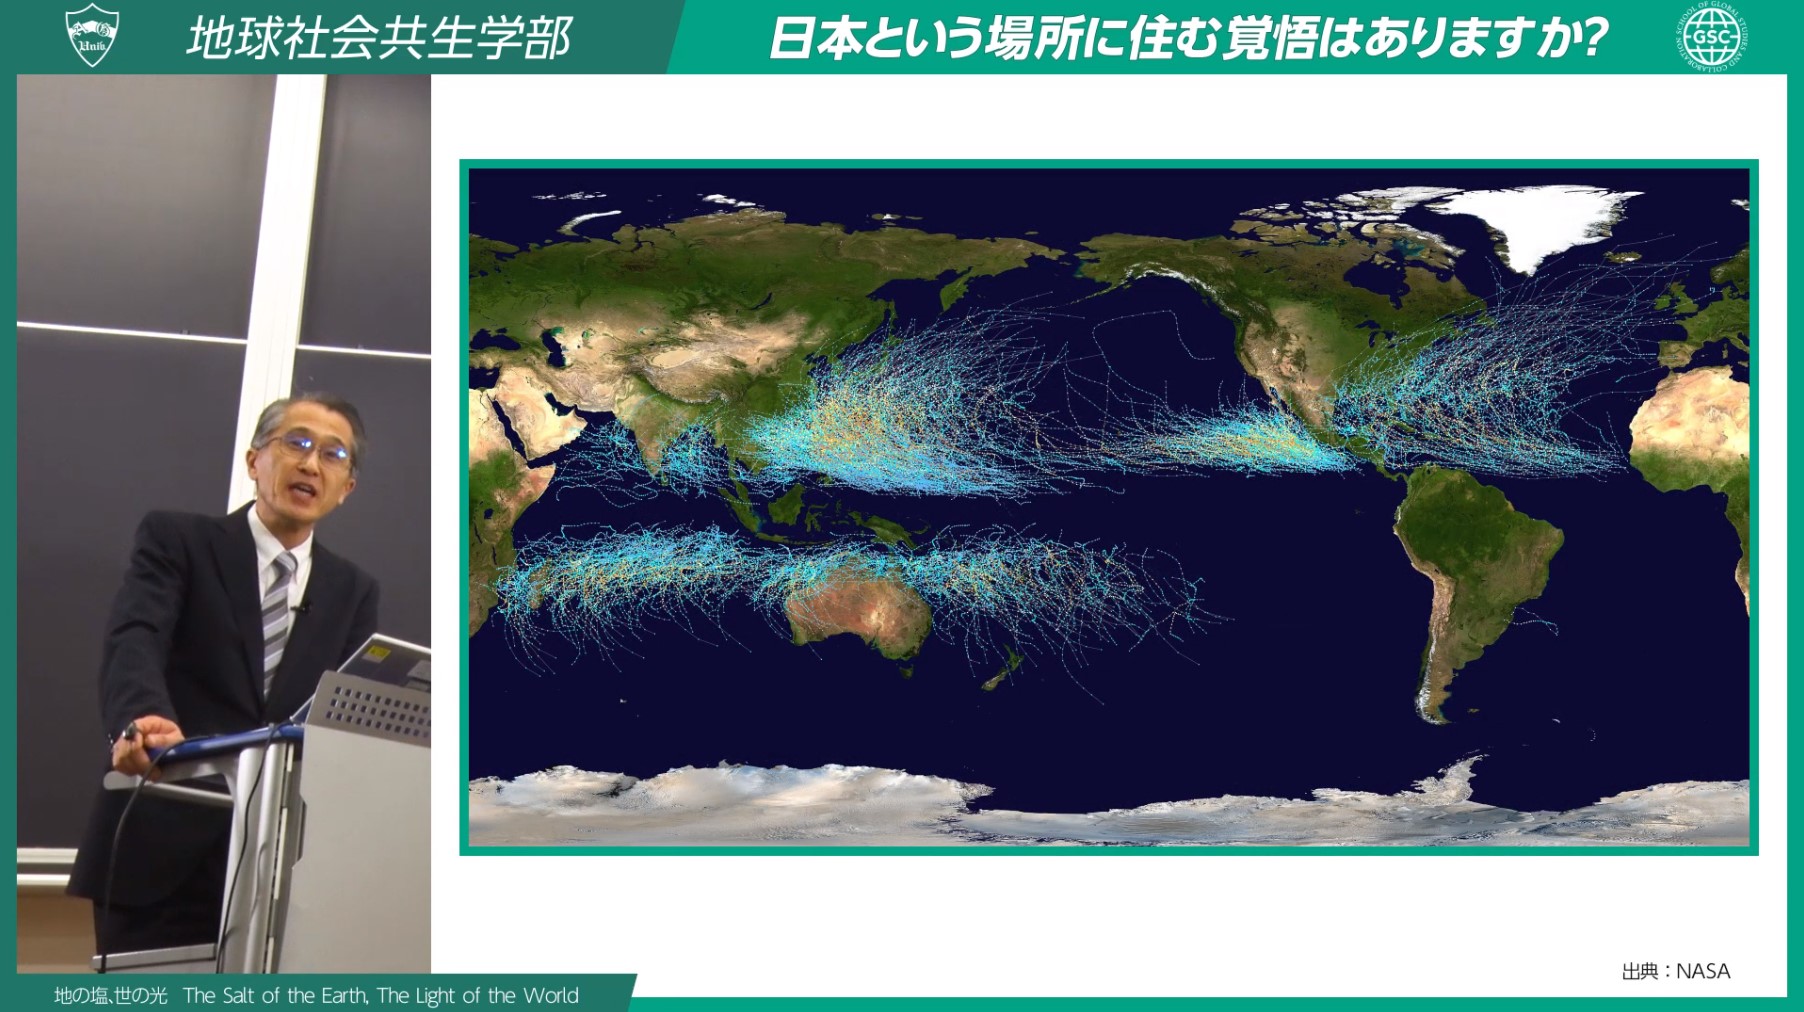 Unik
地球社会共生学部
日本という場所に住む覚悟はありますか?
SCHOOL OF GLOBAL STUDIES AND COLLABORATION
GSC
出典:NASA
地の塩、世の光 The Salt of the Earth, The Light of the World